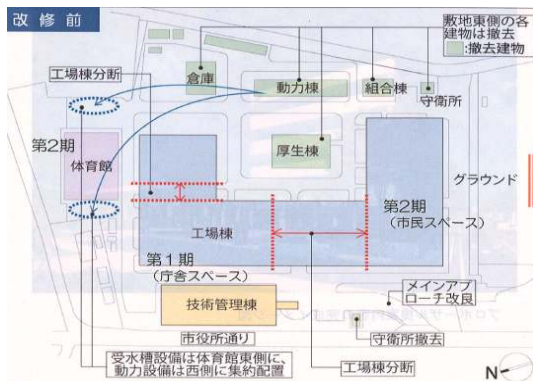 改修前
敷地東側の各
建物は撤去
:撤去建物
工場棟分断
倉庫
動力棟
組合棟
守衛所
第2期
体育館
厚生棟
グラウンド
第2期
(市民スペース)
工場棟
第1期
(庁舎スペース)
メインアプ
ローチ改良
技術管理棟
市役所通り
守衛所撤去
受水槽設備は体育館東側に、
動力設備は西側に集約配置
工場棟分断
N